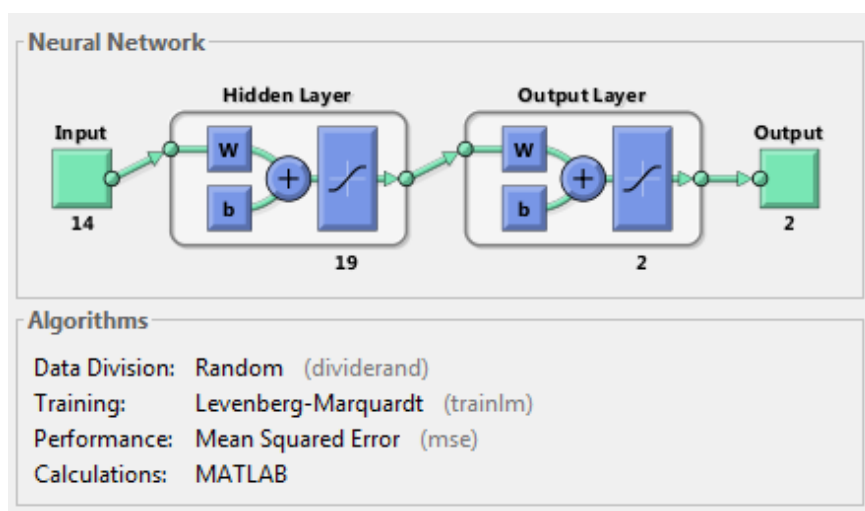 Neural Network
Hidden Layer
Output Layer
Input
W
b
+
W
b
+
Output
14
19
2
2
Algorithms
Data Division: Random (dividerand)
Training: Levenberg-Marquardt (trainlm)
Performance: Mean Squared Error (mse)
Calculations: MATLAB